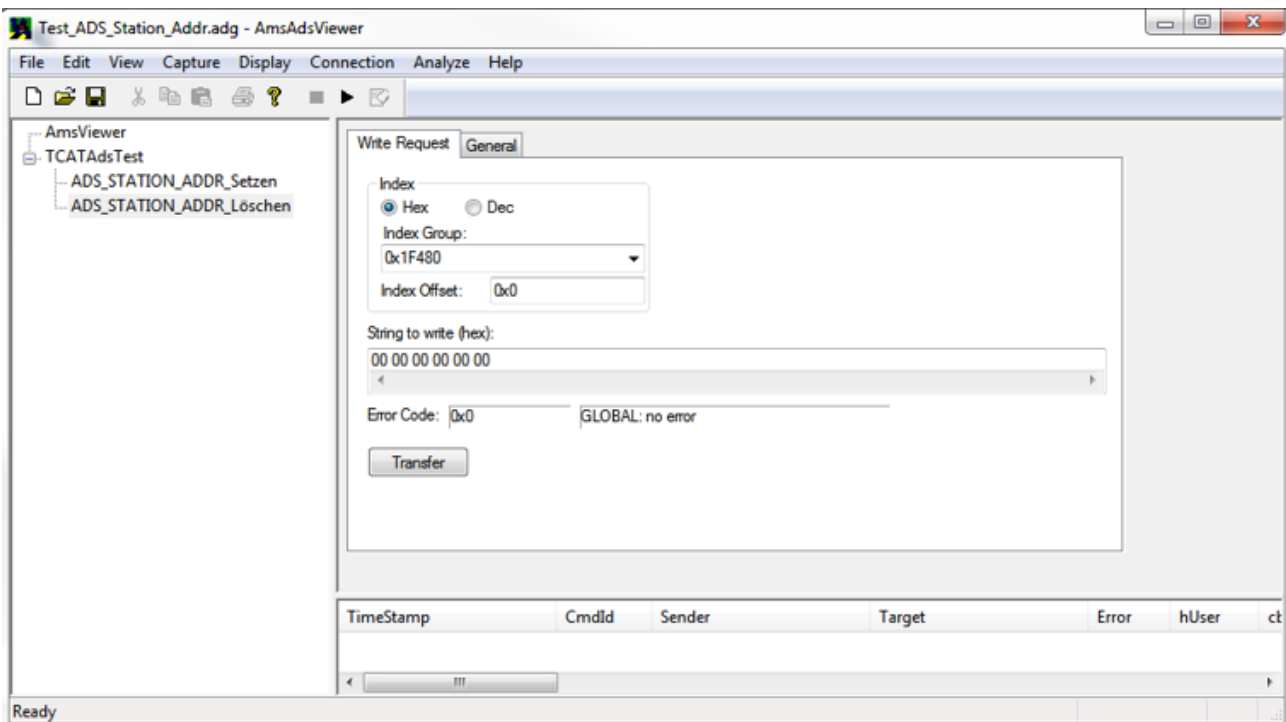 Test_ADS_Station_Addr.adg - AmsAdsViewer
File Edit View Capture Display Connection Analyze Help
AmsViewer
TCATAdsTest
ADS_STATION_ADDR_Setzen
ADS_STATION_ADDR_Löschen
Write Request General
Index
Hex Dec
Index Group:
0x1F480
Index Offset: 0x0
String to write (hex):
00 00 00 00 00 00
Error Code: 0x0 GLOBAL: no error
Transfer
TimeStamp CmdId Sender Target Error hUser cb
Ready